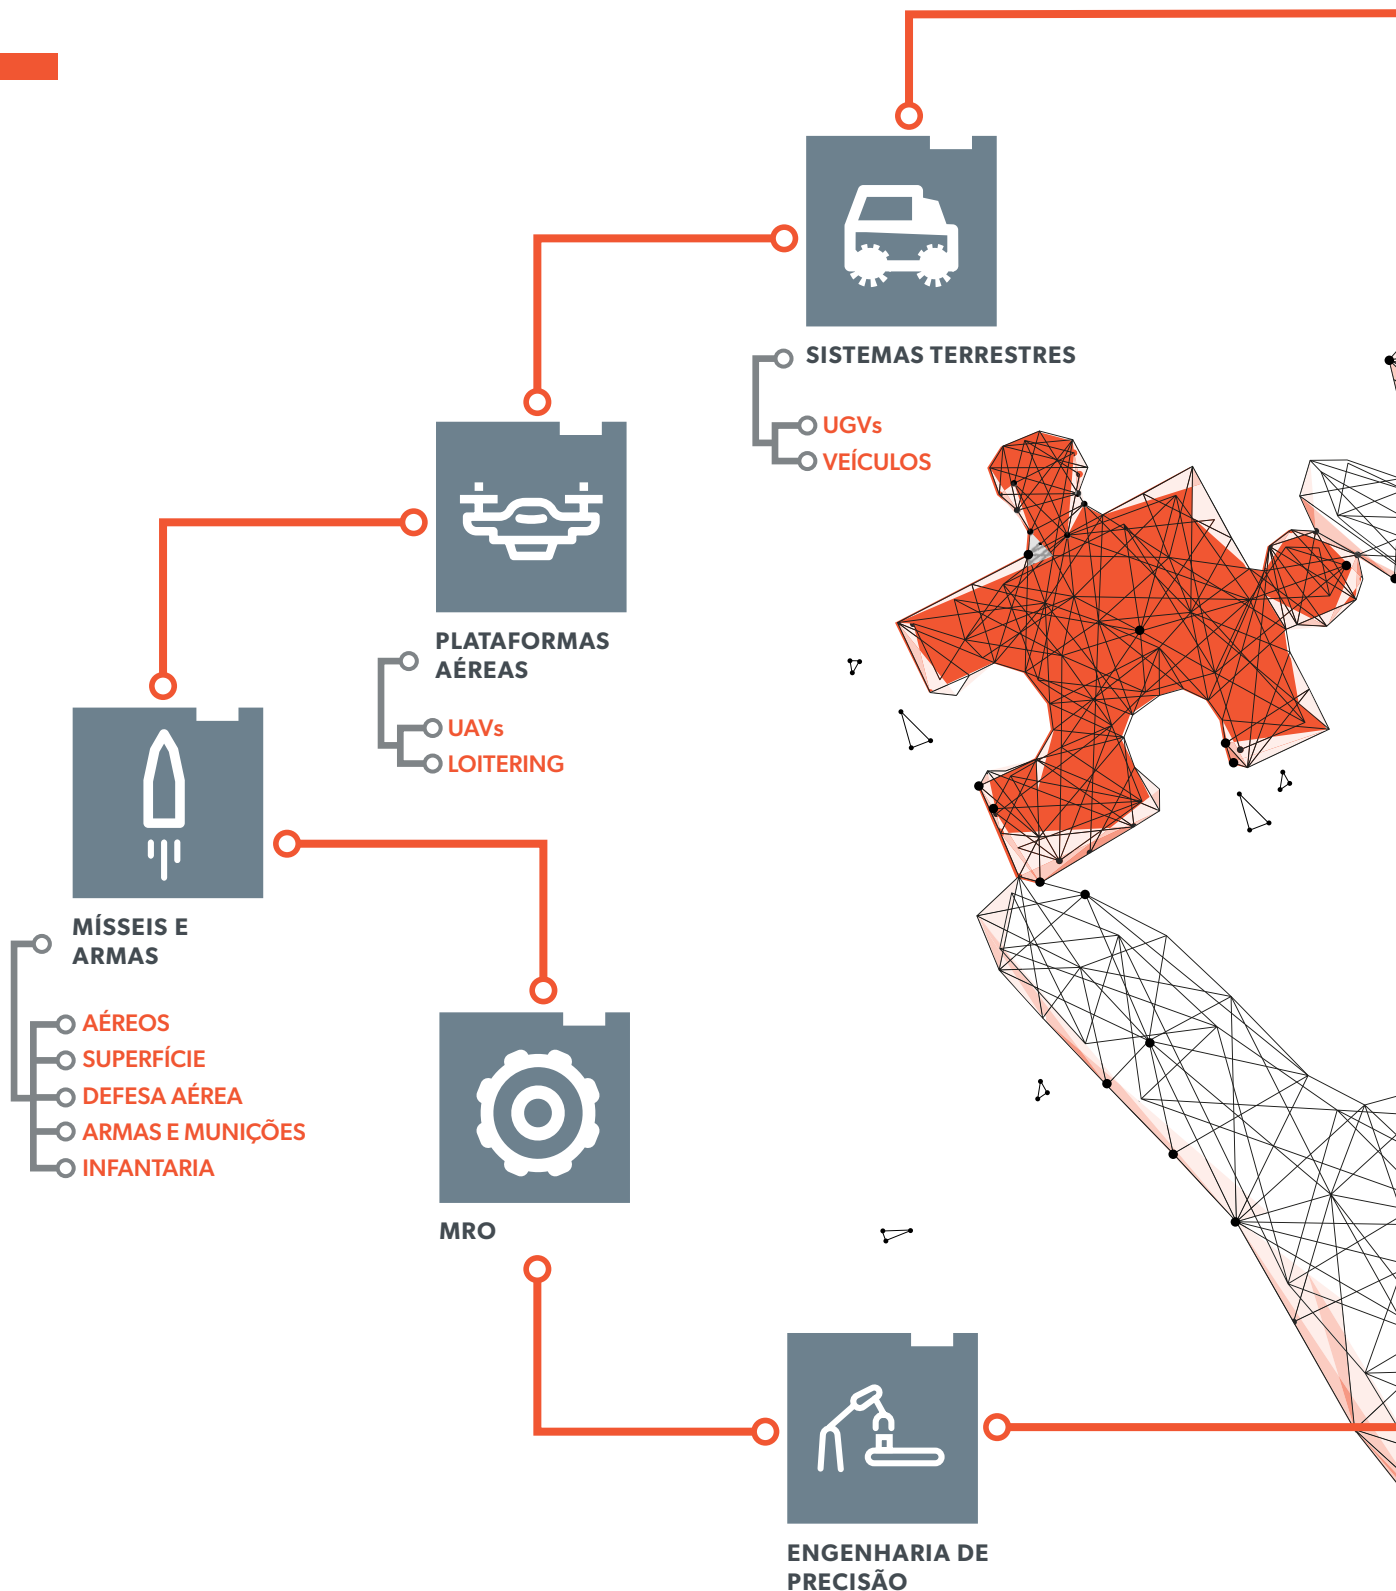 SISTEMAS TERRESTRES
UGVs
VEÍCULOS
PLATAFORMAS
AÉREAS
UAVs
LOITERING
MÍSSEIS E
ARMAS
AÉREOS
SUPERFÍCIE
DEFESA AÉREA
ARMAS E MUNIÇÕES
INFANTARIA
MRO
ENGENHARIA DE
PRECISÃO